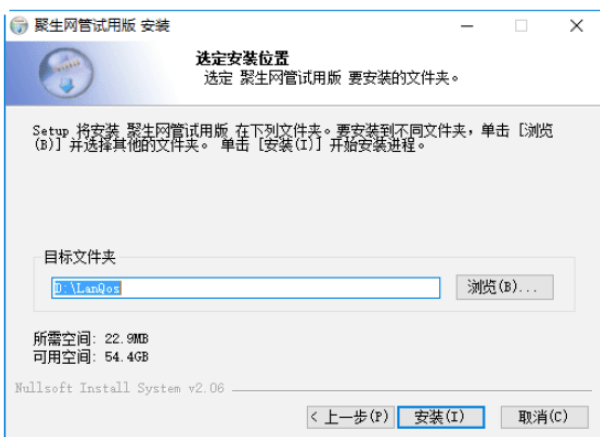 聚生网管试用版 安装
选定安装位置
选定 聚生网管试用版 要安装的文件夹。
Setup 将安装 聚生网管试用版 在下列文件夹。要安装到不同文件夹，单击 [浏览
(B)] 并选择其他的文件夹。 单击 [安装(I)] 开始安装进程。
目标文件夹
D:\LanQos
浏览(B)...
所需空间: 22.9MB
可用空间: 54.4GB
Nullsoft Install System v2.06
< 上一步(P) 安装(I) 取消(C)